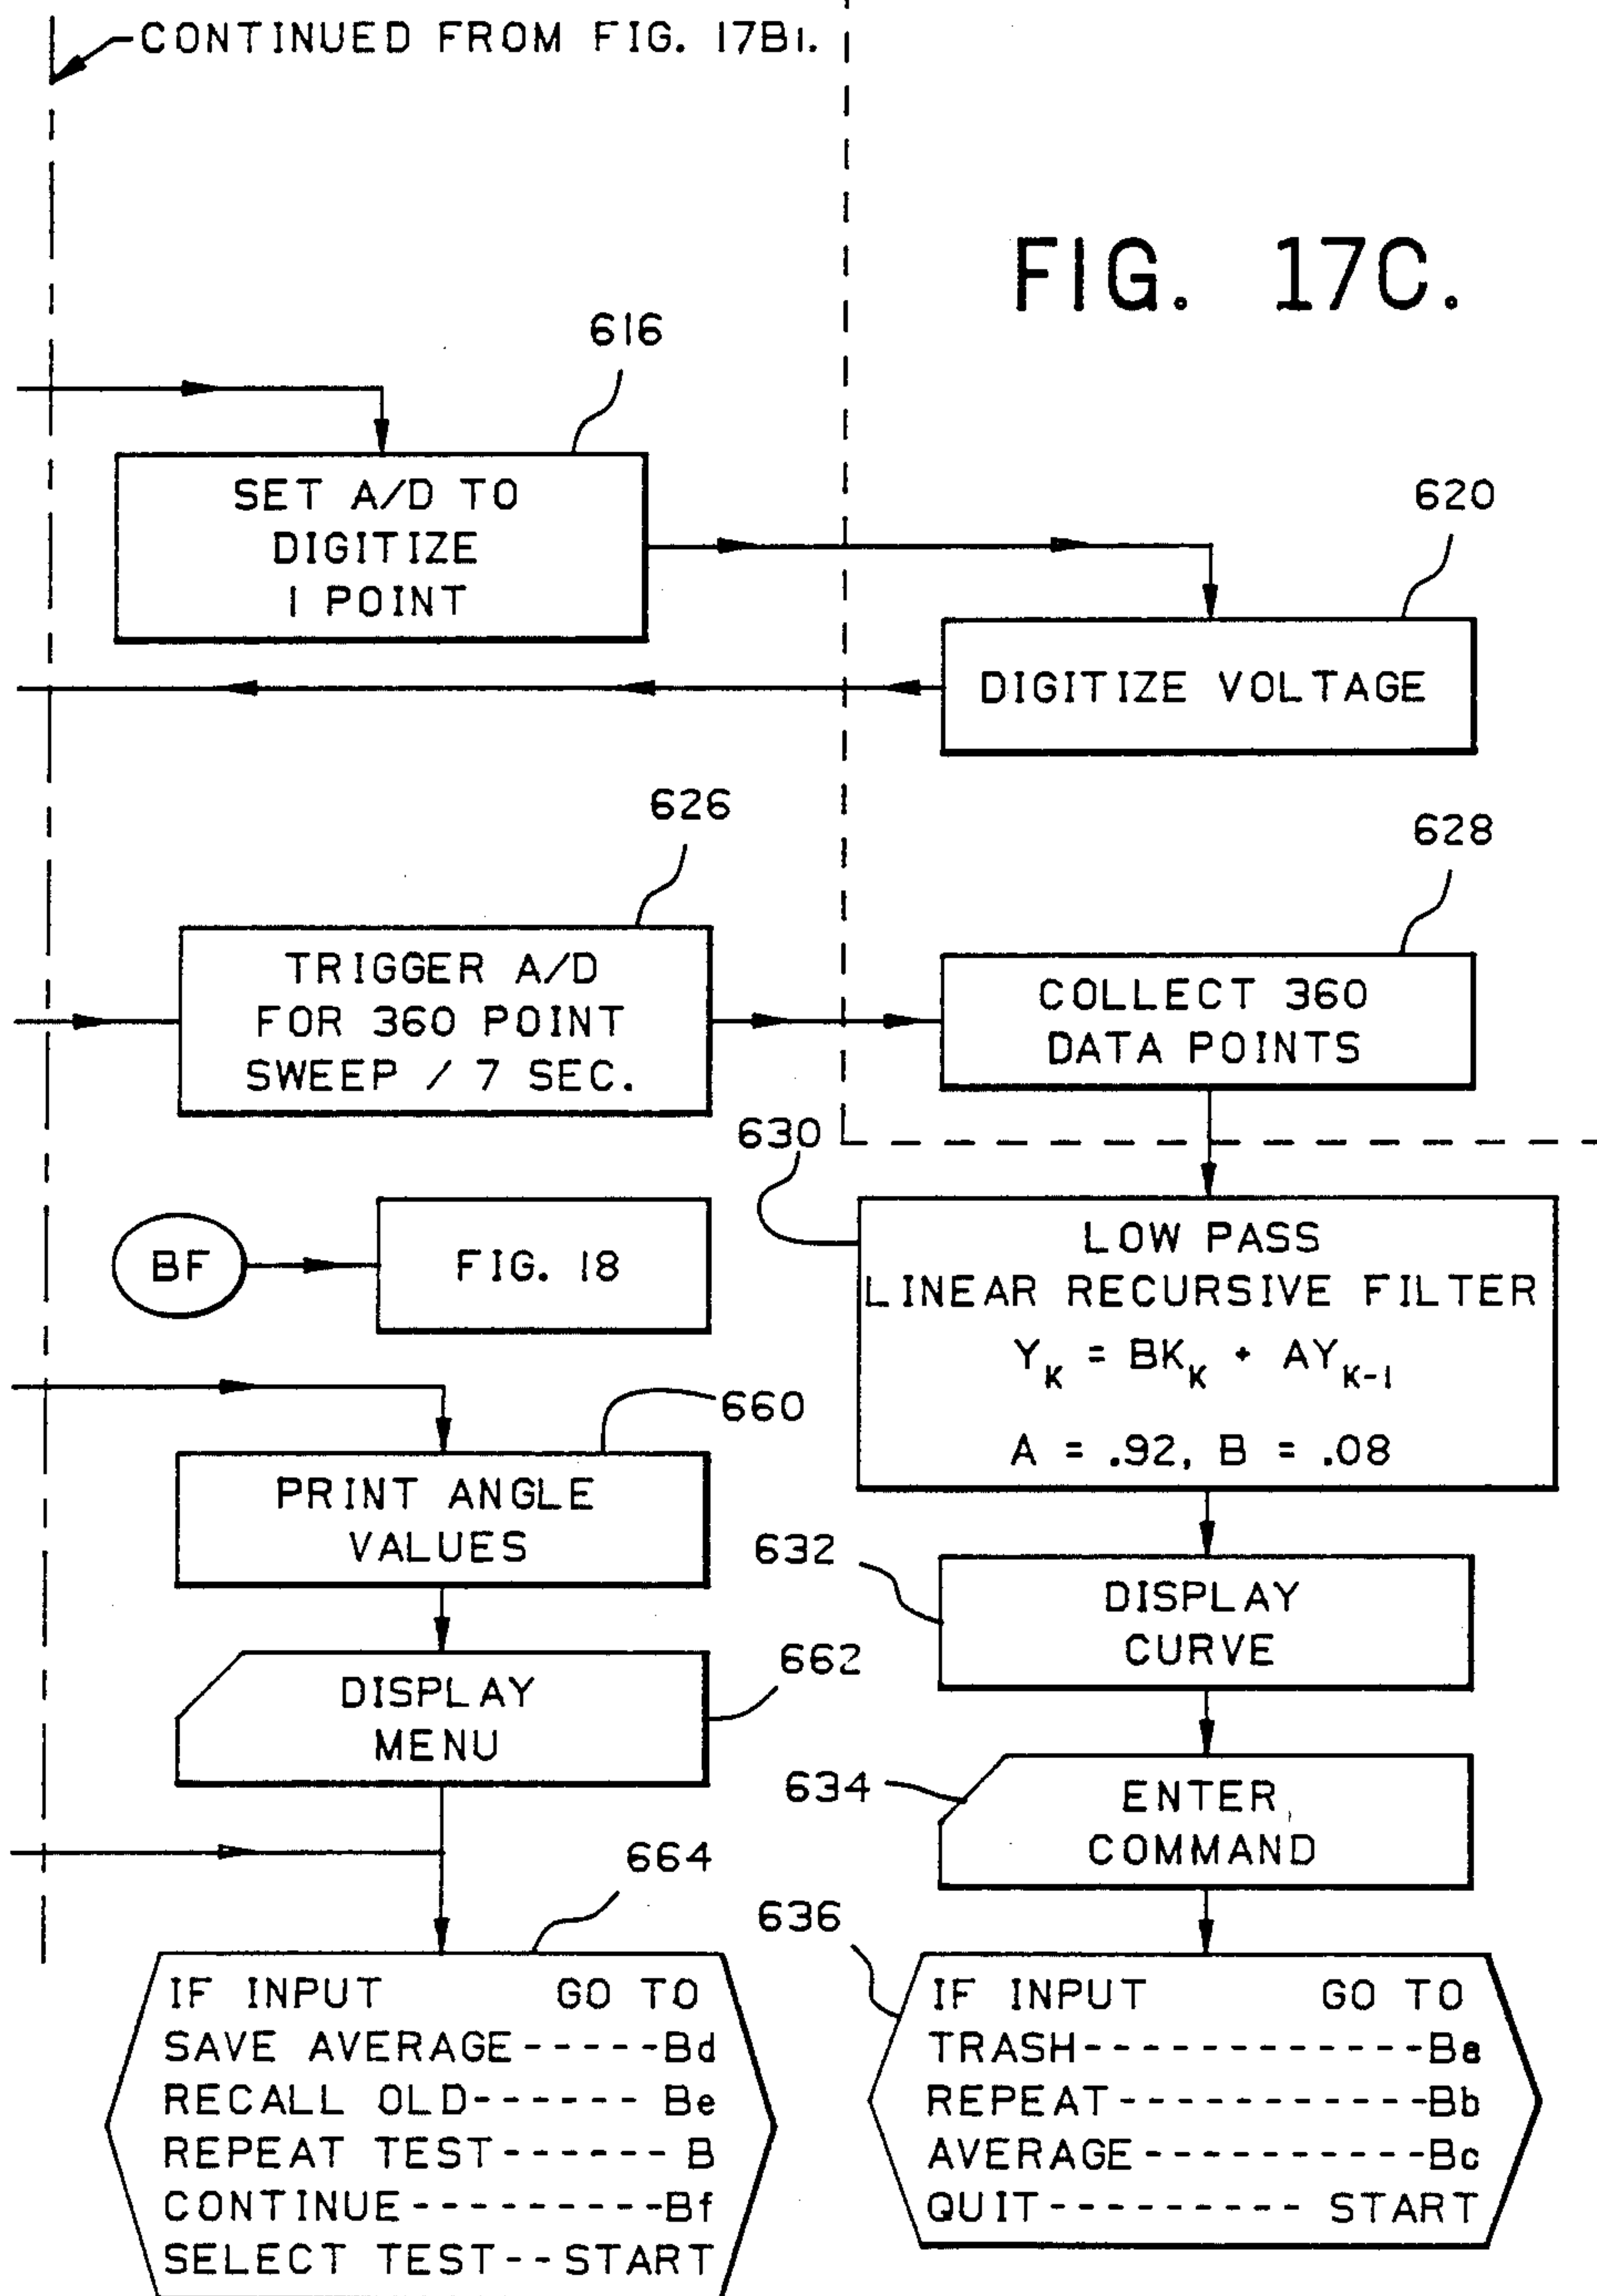 CONTINUED FROM FIG. 17B1.
FIG. 17C.
616
SET A/D TO
DIGITIZE
1 POINT
620
DIGITIZE VOLTAGE
626
TRIGGER A/D
FOR 360 POINT
SWEEP / 7 SEC.
628
COLLECT 360
DATA POINTS
630
LOW PASS
LINEAR RECURSIVE FILTER
Y_K = BK_K + AY_K-1
A = .92, B = .08
BF
FIG. 18
660
PRINT ANGLE
VALUES
662
DISPLAY
MENU
632
DISPLAY
CURVE
634
ENTER
COMMAND
664
IF INPUT GO TO
SAVE AVERAGE-----Bd
RECALL OLD------ Be
REPEAT TEST------ B
CONTINUE---------Bf
SELECT TEST--START
636
IF INPUT GO TO
TRASH------------Ba
REPEAT-----------Bb
AVERAGE----------Bc
QUIT--------- START